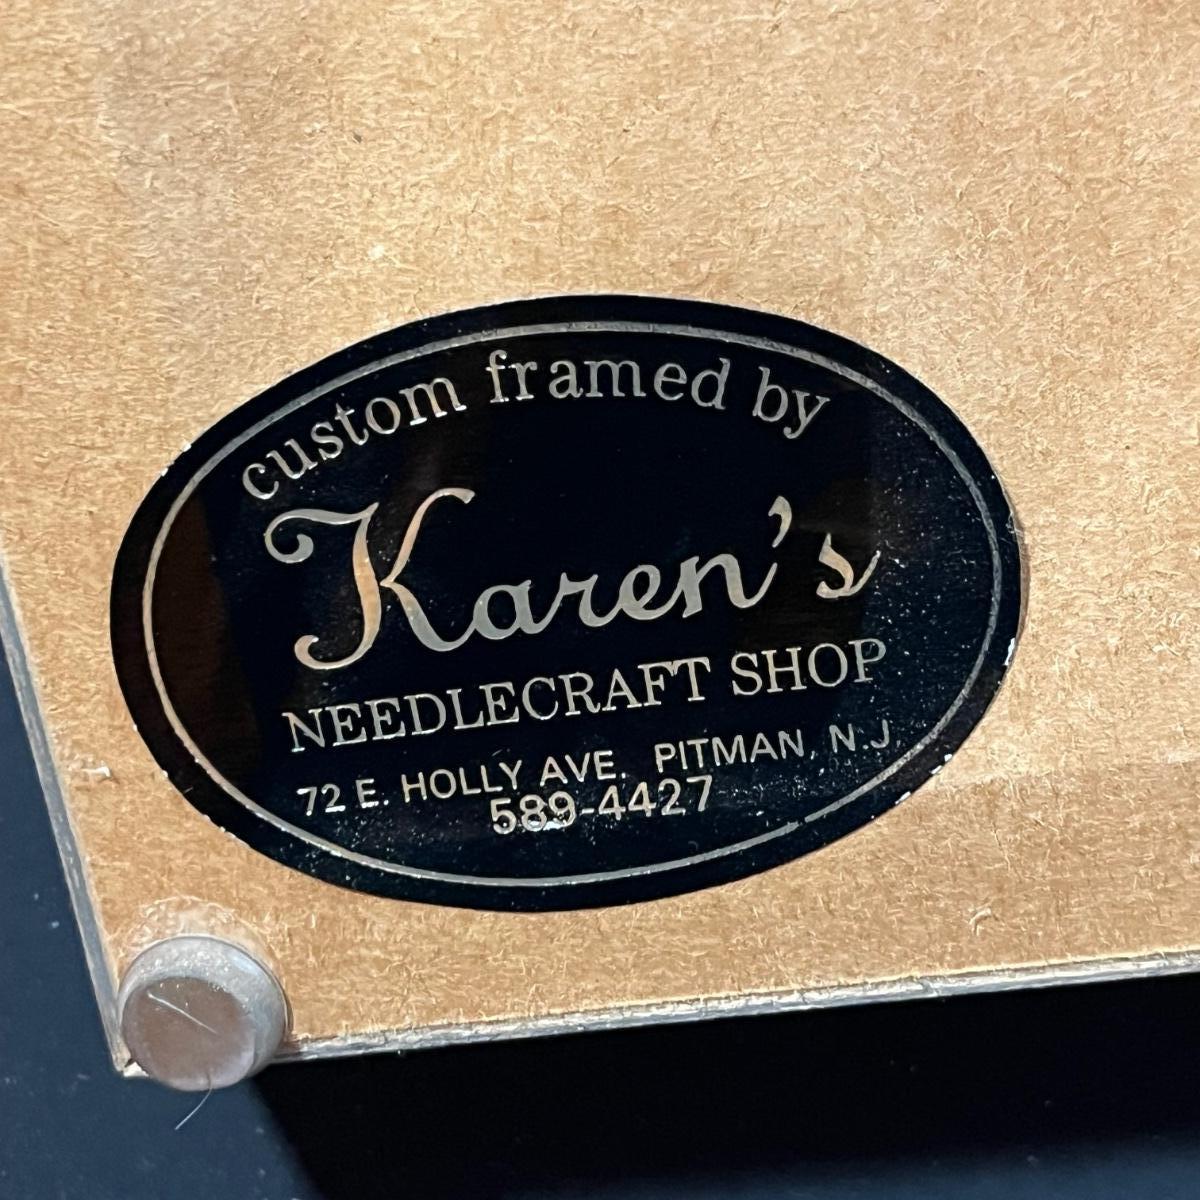 custom framed by
Karen's
NEEDLECRAFT SHOP
72 E. HOLLY AVE. PITMAN, N.J.
589-4427